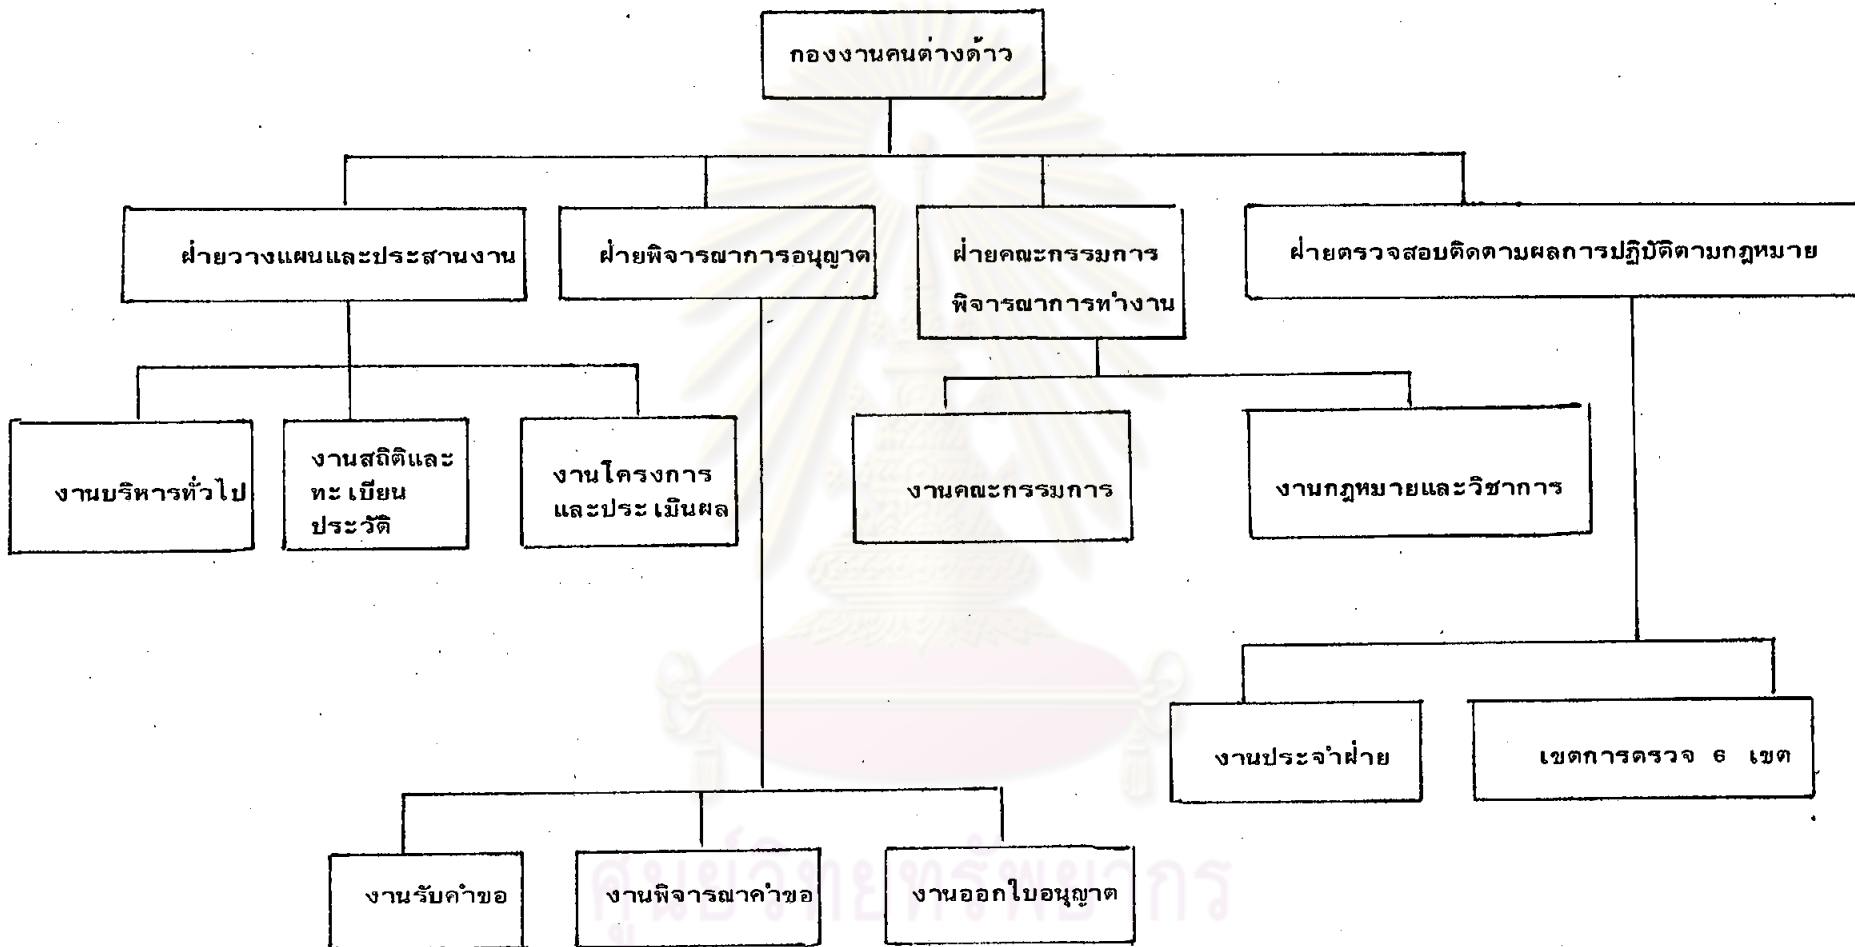 กองงานคนต่างด้าว
ฝ่ายวางแผนและประสานงาน
ฝ่ายพิจารณาการอนุญาต
ฝ่ายคณะกรรมการ
พิจารณาการทำงาน
ฝ่ายตรวจสอบติดตามผลการปฏิบัติตามกฎหมาย
งานบริหารทั่วไป
งานสถิติและ
ทะเบียน
ประวัติ
งานโครงการ
และประเมินผล
งานคณะกรรมการ
งานกฎหมายและวิชาการ
งานประจำฝ่าย
เขตการตรวจ 6 เขต
งานรับคำขอ
งานพิจารณาคำขอ
งานออกใบอนุญาต
ศูนย์วิทยทรัพยากร